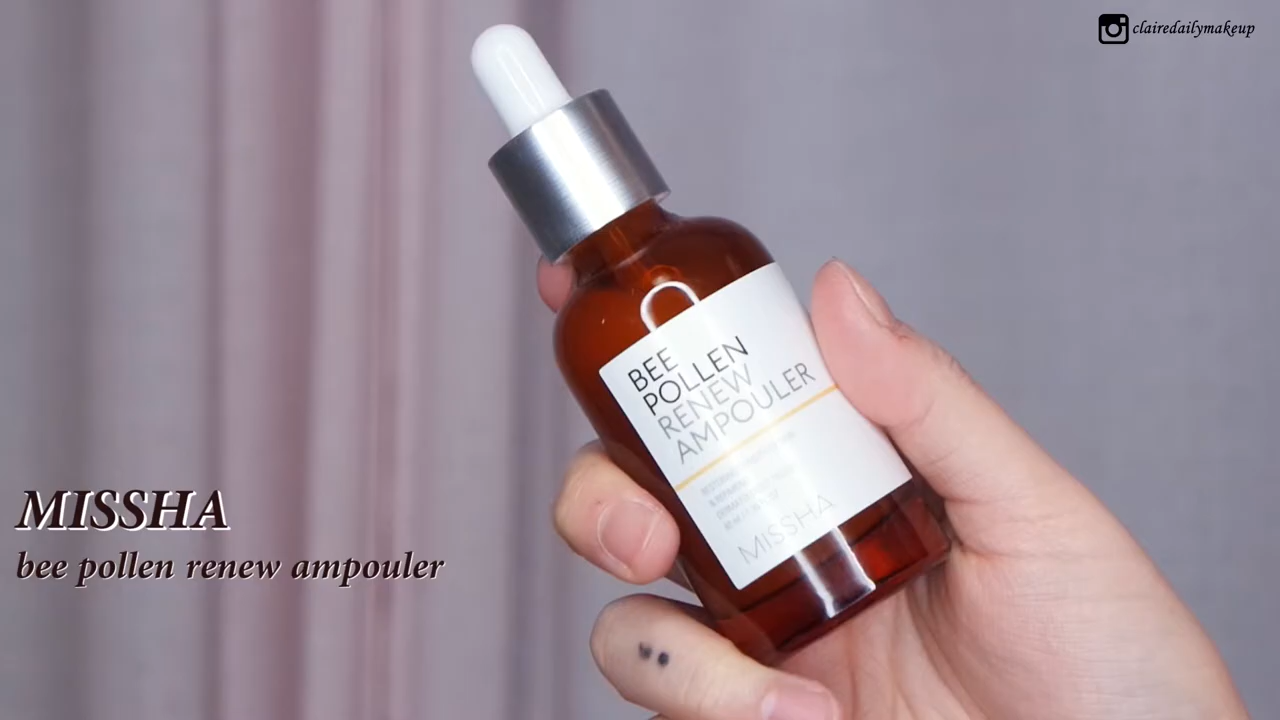 clairedailymakeup
BEE
POLLEN
RENEW
AMPOULER
MISSHA
MISSHA
bee pollen renew ampouler